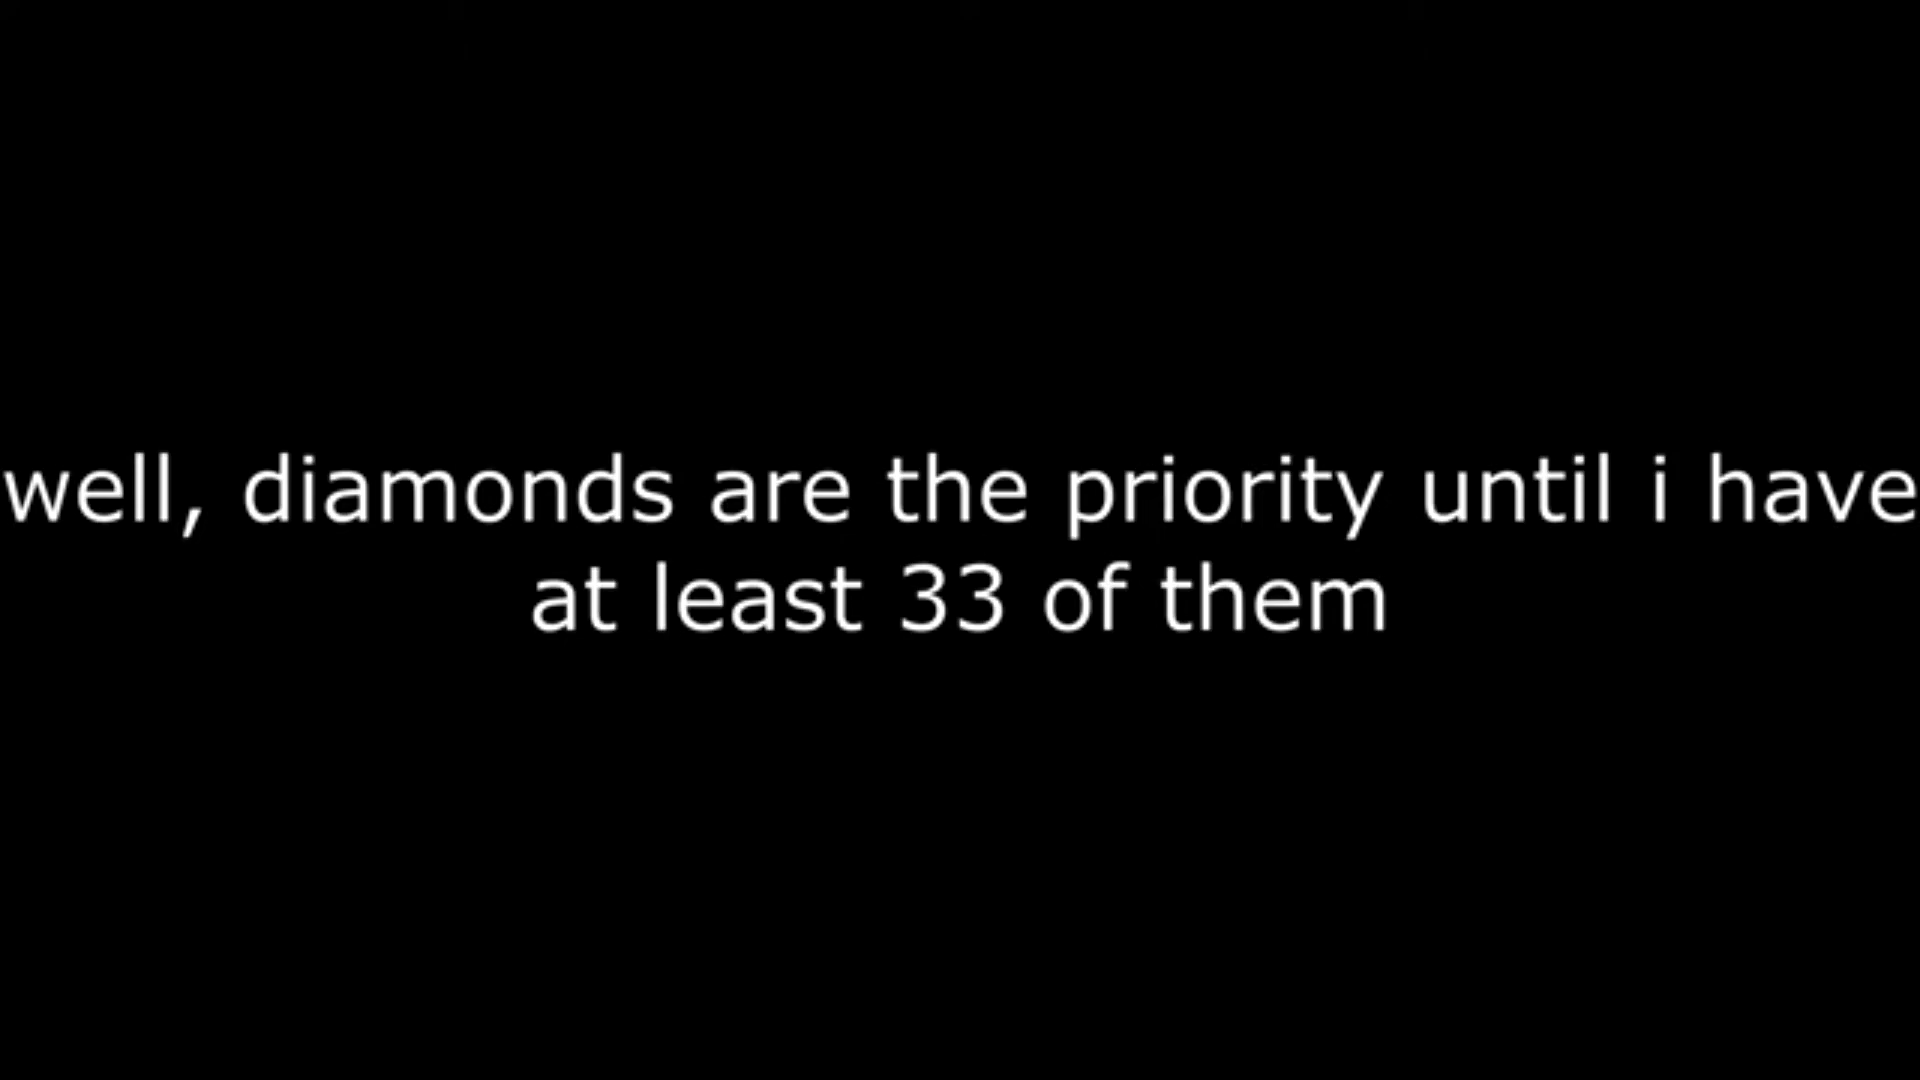 well, diamonds are the priority until i have
at least 33 of them